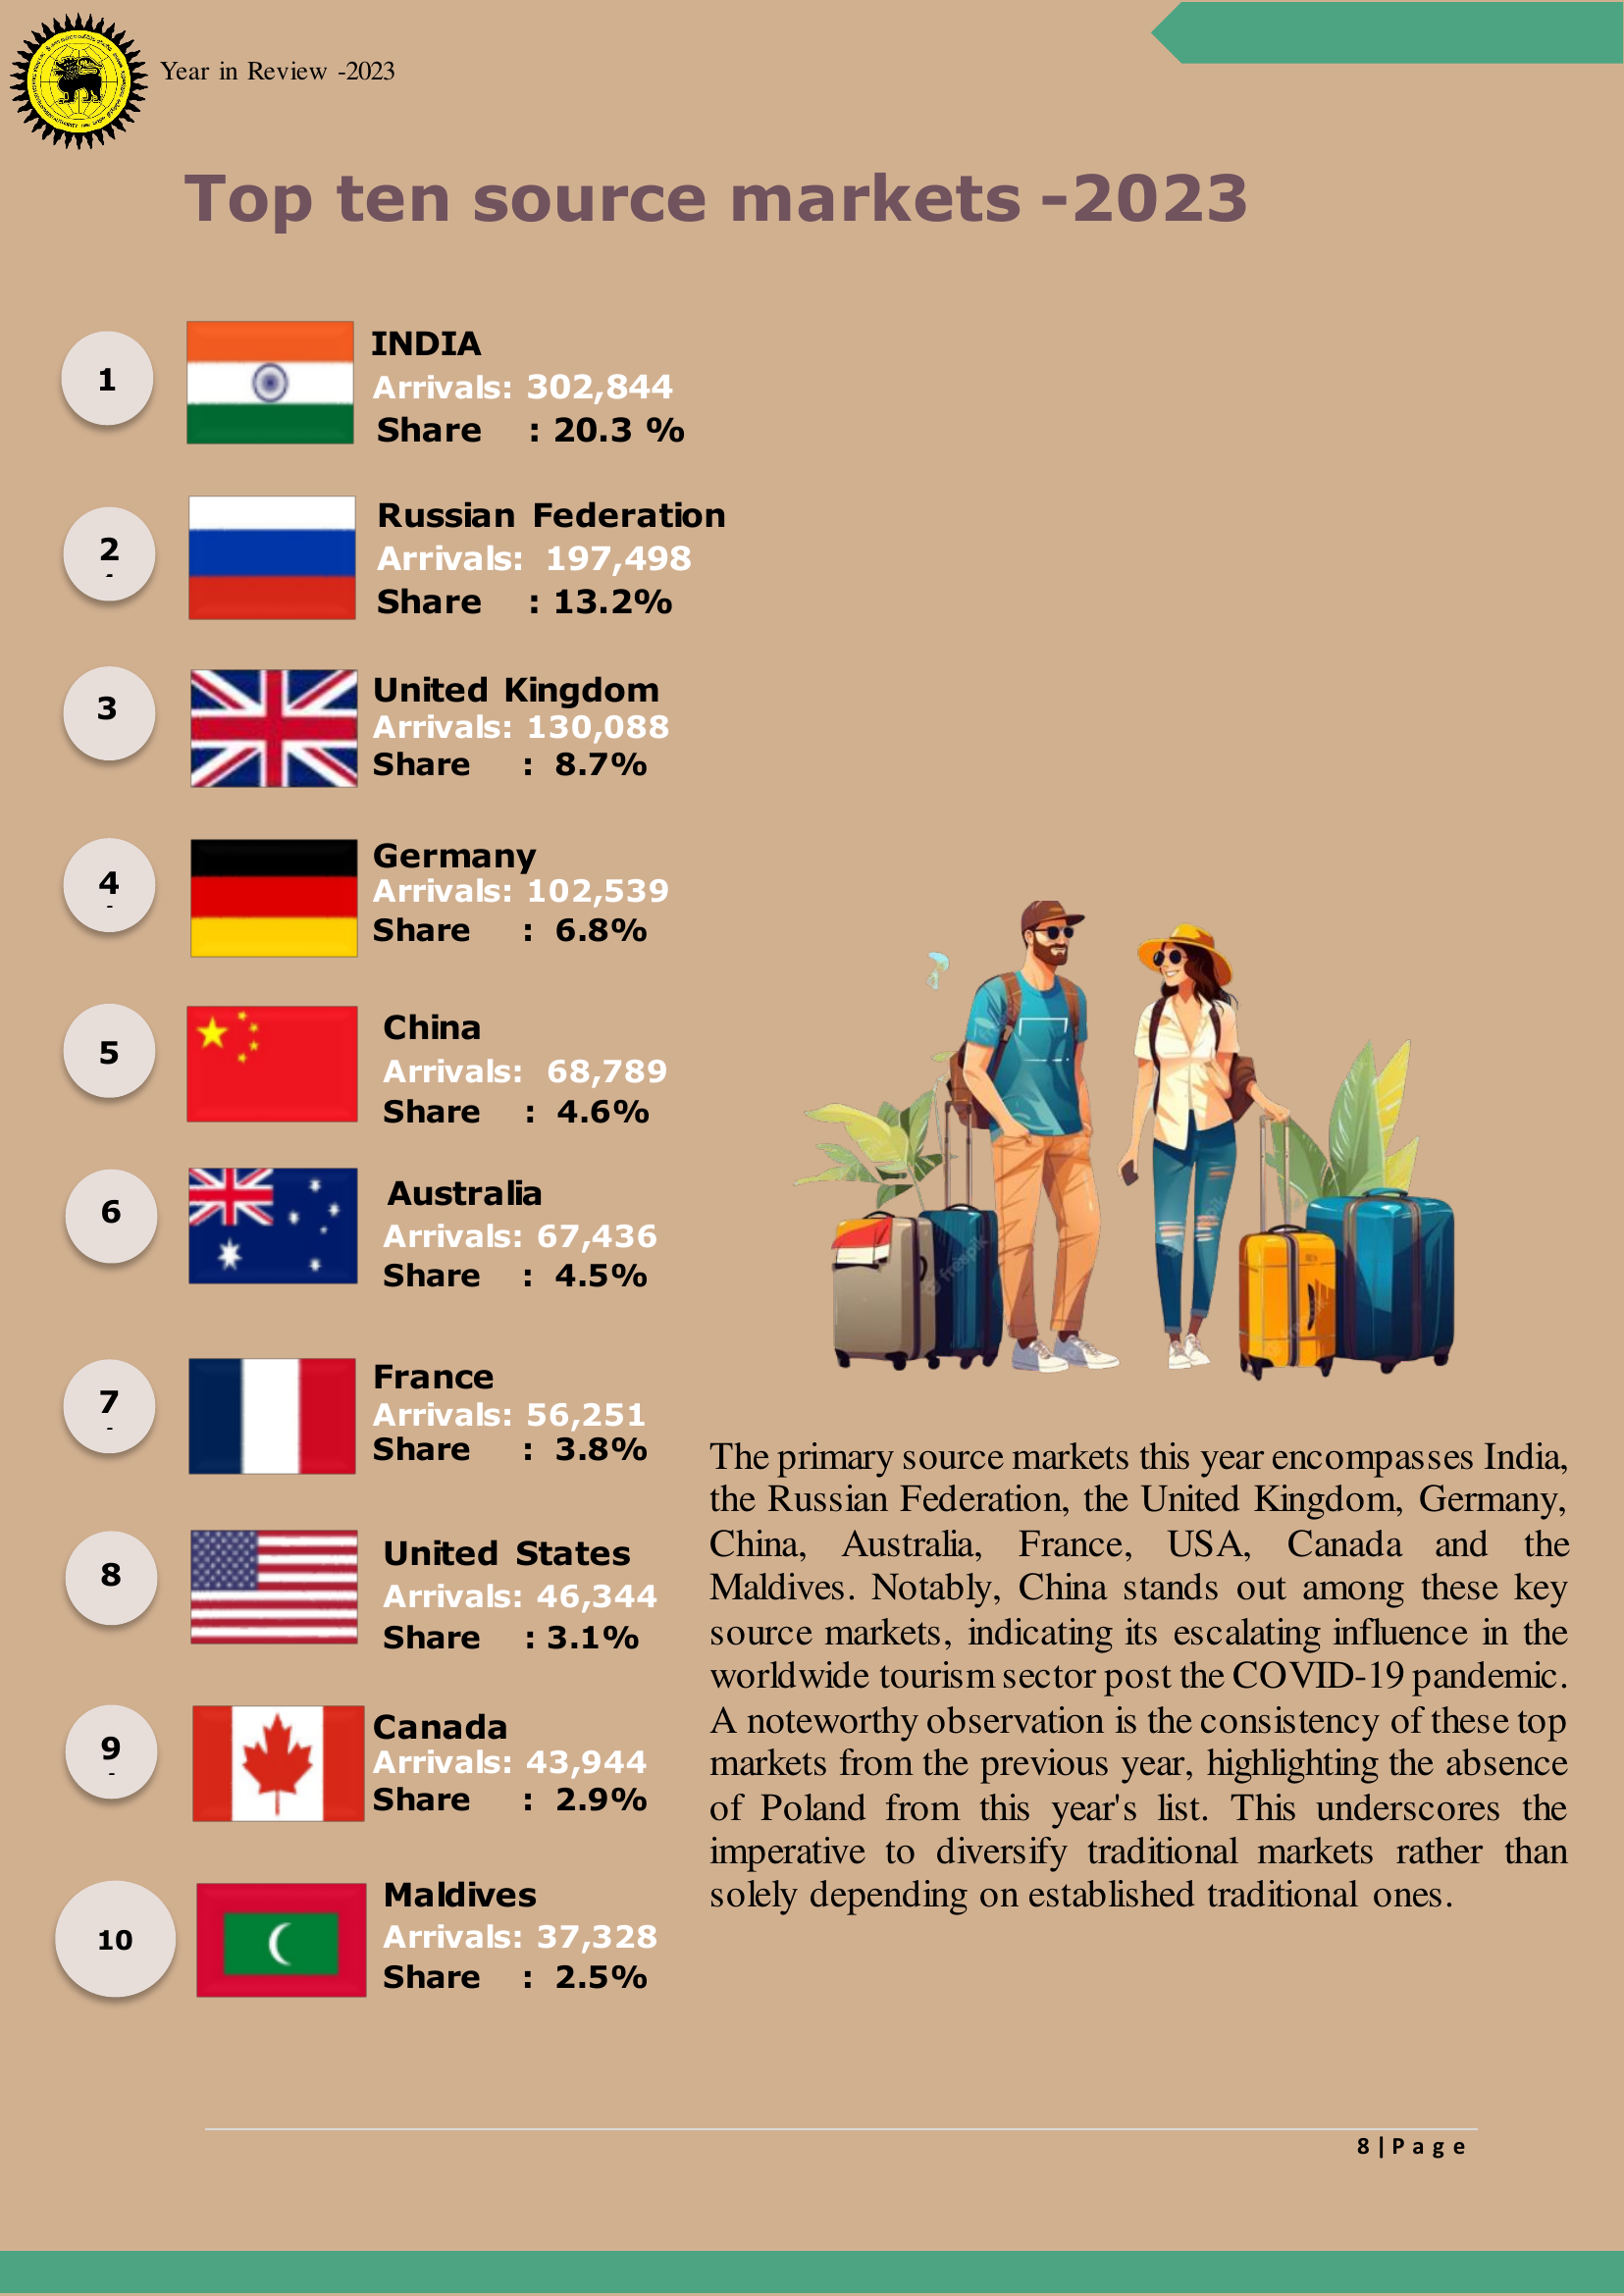 Year in Review -2023
Top ten source markets -2023
1
INDIA
Arrivals: 302,844
Share : 20.3 %
2
Russian Federation
Arrivals: 197,498
Share : 13.2%
3
United Kingdom
Arrivals: 130,088
Share : 8.7%
4
Germany
Arrivals: 102,539
Share : 6.8%
5
China
Arrivals: 68,789
Share : 4.6%
6
Australia
Arrivals: 67,436
Share : 4.5%
7
France
Arrivals: 56,251
Share : 3.8%
8
United States
Arrivals: 46,344
Share : 3.1%
9
Canada
Arrivals: 43,944
Share : 2.9%
10
Maldives
Arrivals: 37,328
Share : 2.5%
freepik
The primary source markets this year encompasses India,
the Russian Federation, the United Kingdom, Germany,
China, Australia, France, USA, Canada and the
Maldives. Notably, China stands out among these key
source markets, indicating its escalating influence in the
worldwide tourism sector post the COVID-19 pandemic.
A noteworthy observation is the consistency of these top
markets from the previous year, highlighting the absence
of Poland from this year's list. This underscores the
imperative to diversify traditional markets rather than
solely depending on established traditional ones.
8 | P a g e